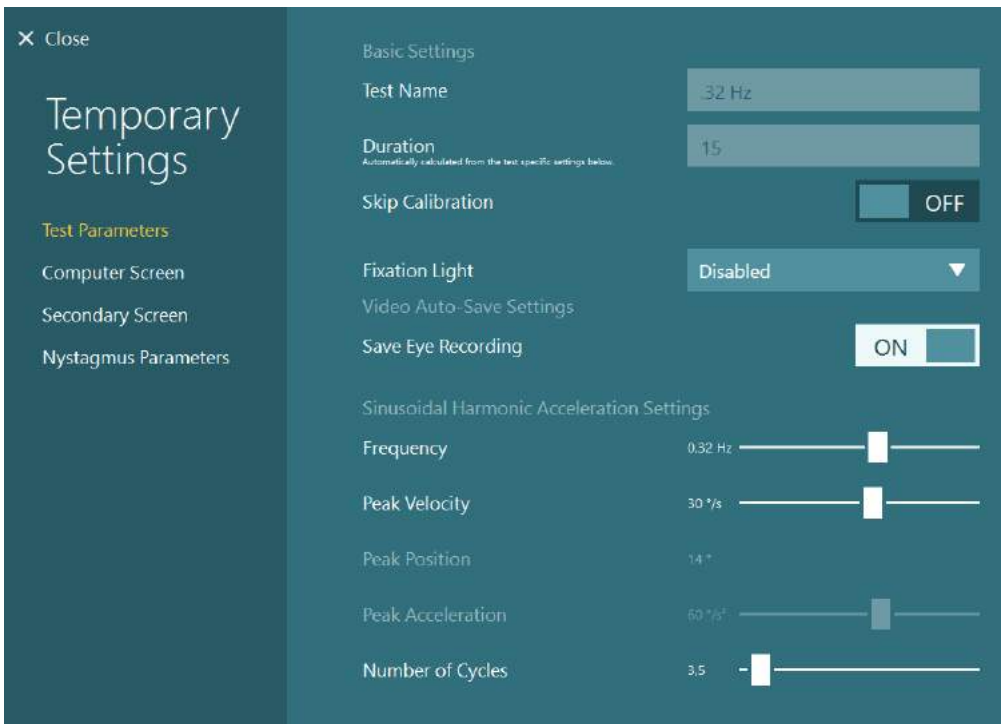 Close
Temporary
Settings
Test Parameters
Computer Screen
Secondary Screen
Nystagmus Parameters
Basic Settings
Test Name .32 Hz
Duration 15
Automatically calculated from the test specific settings below.
Skip Calibration OFF
Fixation Light Disabled
Video Auto-Save Settings
Save Eye Recording ON
Sinusoidal Harmonic Acceleration Settings
Frequency 0.32 Hz
Peak Velocity 30 °/s
Peak Position 14 °
Peak Acceleration 60 °/s²
Number of Cycles 3.5